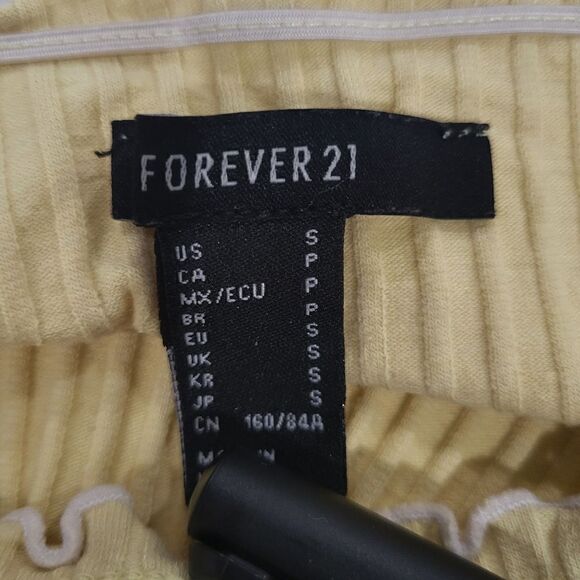 FOREVER 21
US S
CA P
MX/ECU P
BR P
EU S
UK S
KR S
JP S
CN 160/84A